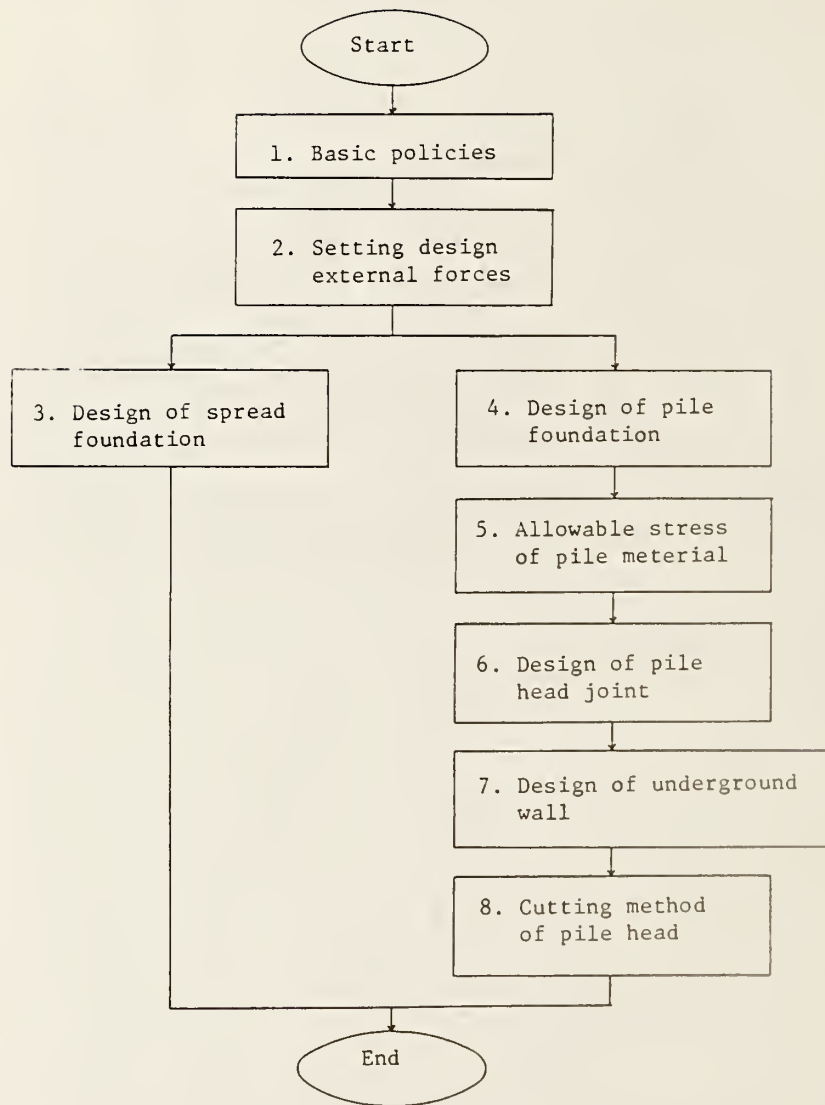 Start
1. Basic policies
2. Setting design
external forces
3. Design of spread
foundation
4. Design of pile
foundation
5. Allowable stress
of pile meterial
6. Design of pile
head joint
7. Design of underground
wall
8. Cutting method
of pile head
End